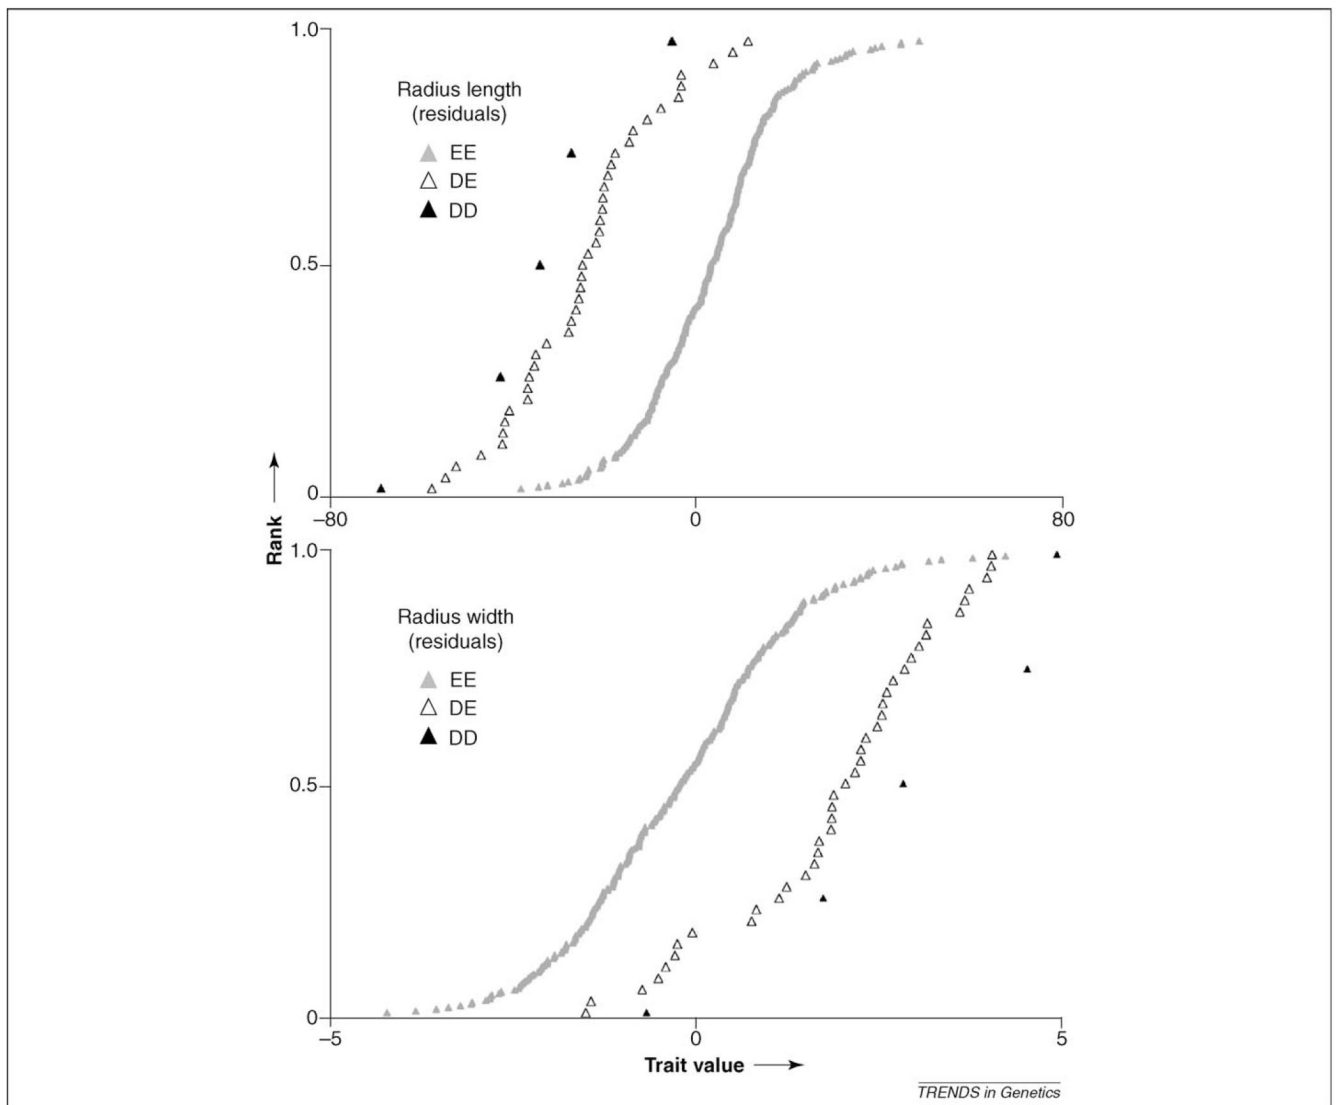 1.0
Radius length
(residuals)
EE
DE
DD
0.5
0
–80
0
80
Rank
1.0
Radius width
(residuals)
EE
DE
DD
0.5
0
–5
0
5
Trait value
TRENDS in Genetics